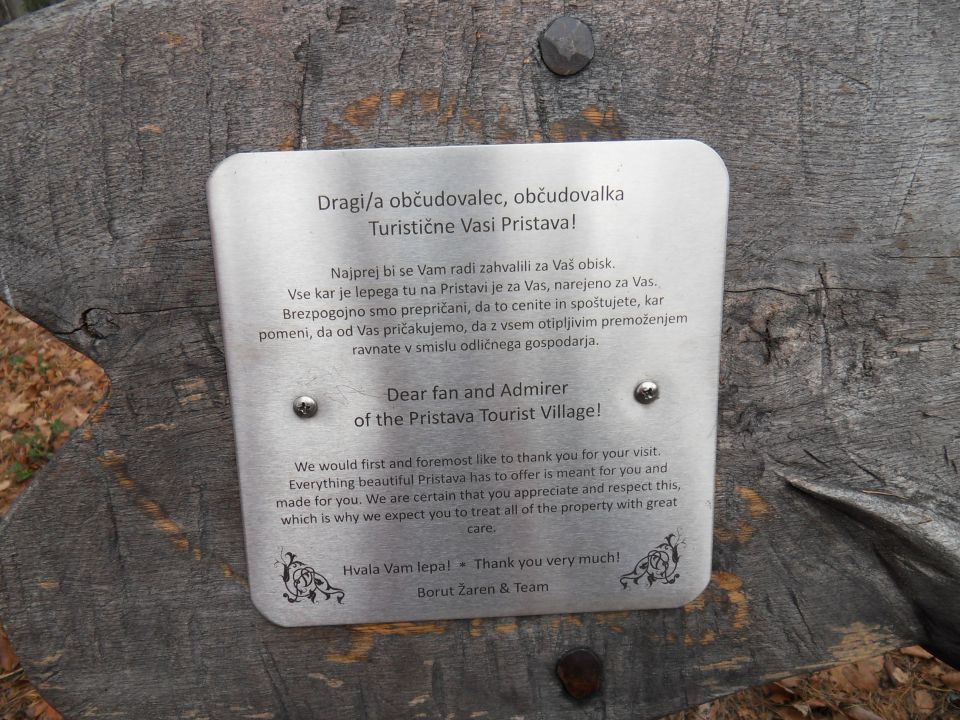 Dragi/a občudovalec, občudovalka
Turistične Vasi Pristava!
Najprej bi se Vam radi zahvalili za Vaš obisk.
Vse kar je lepega tu na Pristavi je za Vas, narejeno za Vas.
Brezpogojno smo prepričani, da to cenite in spoštujete, kar
pomeni, da od Vas pričakujemo, da z vsem otipljivim premoženjem
ravnate v smislu odličnega gospodarja.
Dear fan and Admirer
of the Pristava Tourist Village!
We would first and foremost like to thank you for your visit.
Everything beautiful Pristava has to offer is meant for you and
made for you. We are certain that you appreciate and respect this,
which is why we expect you to treat all of the property with great
care.
Hvala Vam lepa! * Thank you very much!
Borut Žaren & Team